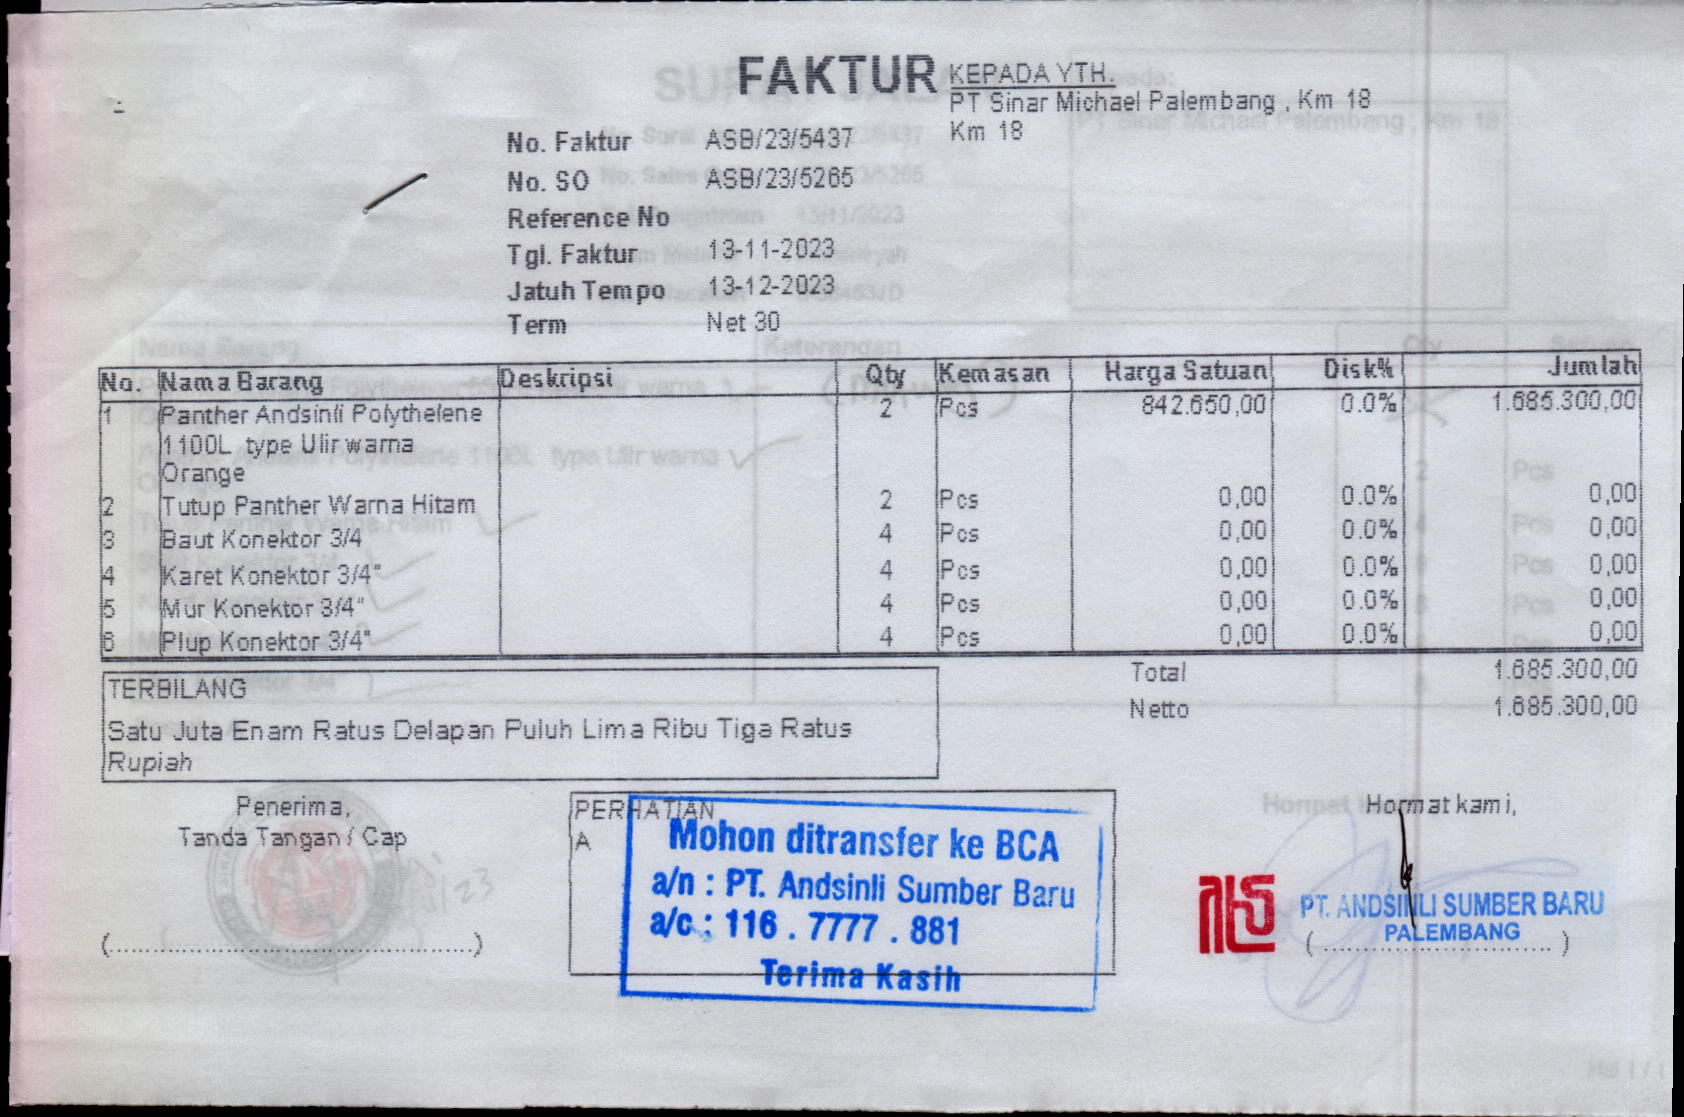 FAKTUR
KEPADA YTH.
PT Sinar Michael Palembang , Km 18
Km 18
No. Faktur ASB/23/5437
No. SO ASB/23/5265
Reference No
Tgl. Faktur 13-11-2023
Jatuh Tempo 13-12-2023
Term Net 30
No. Nama Barang Deskripsi Qty Kemasan Harga Satuan Disk% Jumlah
1 Panther Andsinli Polythelene 2 Pcs 842.650,00 0.0% 1.685.300,00
1100L type Ulir warna
Orange
2 Tutup Panther Warna Hitam 2 Pcs 0,00 0.0% 0,00
3 Baut Konektor 3/4 4 Pcs 0,00 0.0% 0,00
4 Karet Konektor 3/4" 4 Pcs 0,00 0.0% 0,00
5 Mur Konektor 3/4" 4 Pcs 0,00 0.0% 0,00
6 Plup Konektor 3/4" 4 Pcs 0,00 0.0% 0,00
Total 1.685.300,00
Netto 1.685.300,00
TERBILANG
Satu Juta Enam Ratus Delapan Puluh Lima Ribu Tiga Ratus
Rupiah
Penerima,
Tanda Tangan / Cap
(............................................)
PERHATIAN
A
Mohon ditransfer ke BCA
a/n : PT. Andsinli Sumber Baru
a/c : 116 . 7777 . 881
Terima Kasih
Hormat kami,
PT. ANDSINLI SUMBER BARU
PALEMBANG
( ............................ )